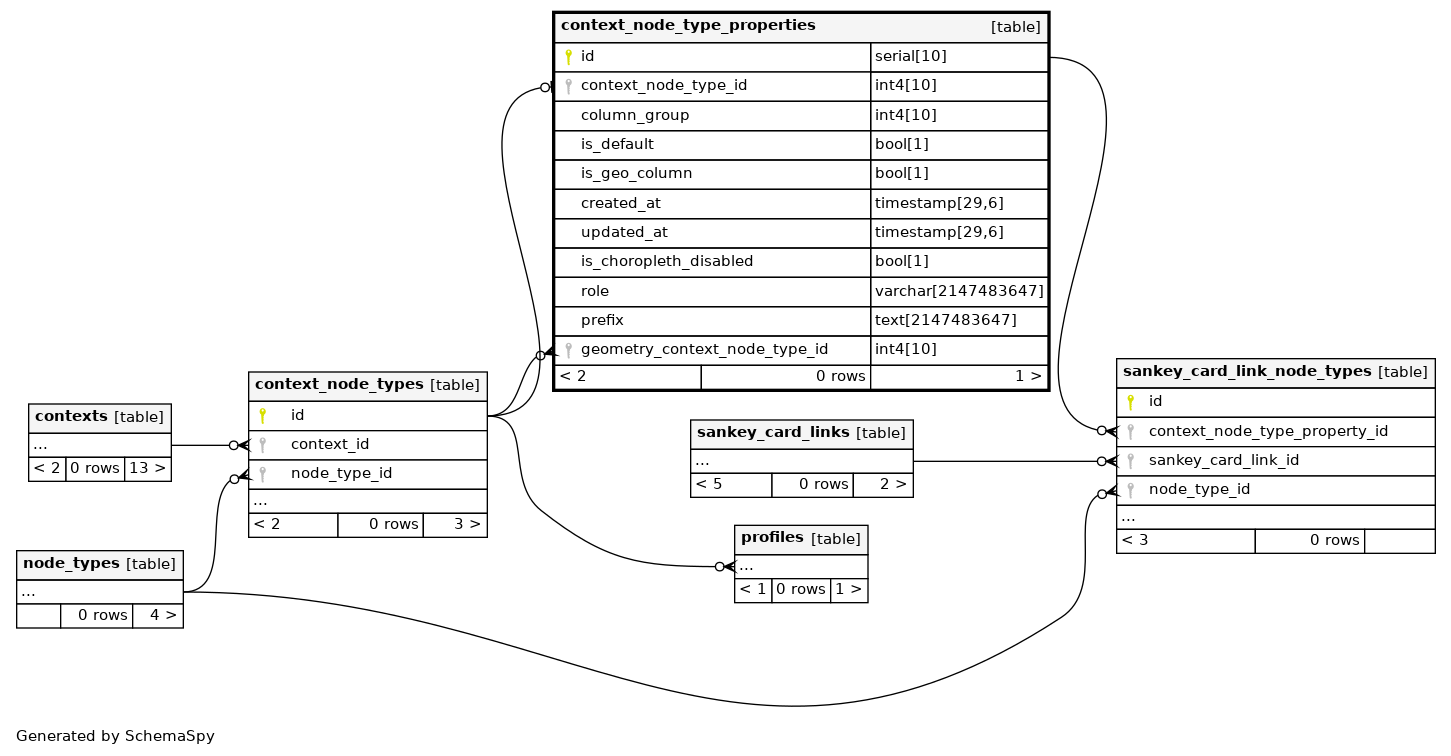 context_node_type_properties [table]
id serial[10]
context_node_type_id int4[10]
column_group int4[10]
is_default bool[1]
is_geo_column bool[1]
created_at timestamp[29,6]
updated_at timestamp[29,6]
is_choropleth_disabled bool[1]
role varchar[2147483647]
prefix text[2147483647]
geometry_context_node_type_id int4[10]
< 2 0 rows 1 >
context_node_types [table]
id
context_id
node_type_id
...
< 2 0 rows 3 >
contexts [table]
...
< 2 0 rows 13 >
node_types [table]
...
0 rows 4 >
sankey_card_links [table]
...
< 5 0 rows 2 >
profiles [table]
...
< 1 0 rows 1 >
sankey_card_link_node_types [table]
id
context_node_type_property_id
sankey_card_link_id
node_type_id
...
< 3 0 rows
Generated by SchemaSpy